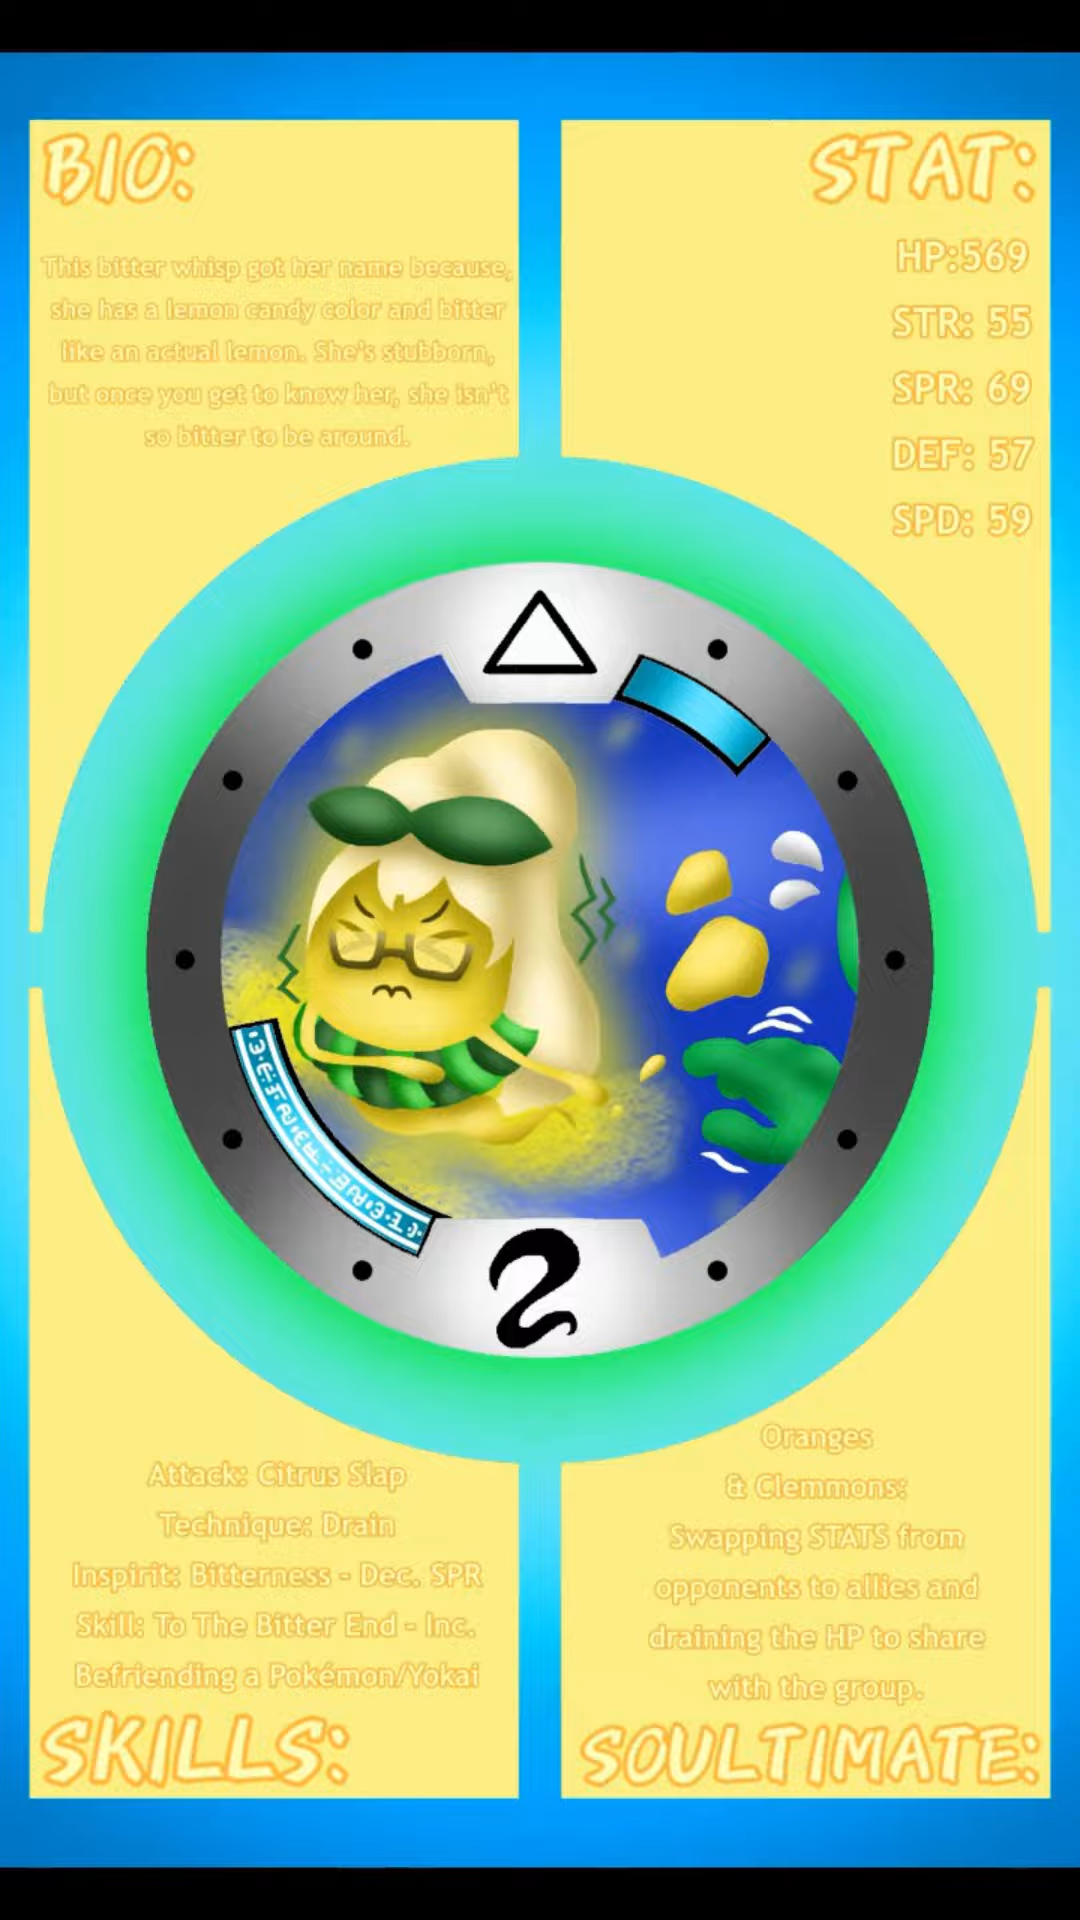 BIO:
This bitter whisp got her name because,
she has a lemon candy color and bitter
like an actual lemon. She's stubborn,
but once you get to know her, she isn't
so bitter to be around.
STAT:
HP:569
STR: 55
SPR: 69
DEF: 57
SPD: 59
Attack: Citrus Slap
Technique: Drain
Inspirit: Bitterness - Dec. SPR
Skill: To The Bitter End - Inc.
Befriending a Pokémon/Yokai
SKILLS:
Oranges
& Clemmons:
Swapping STATS from
opponents to allies and
draining the HP to share
with the group.
SOULTIMATE: